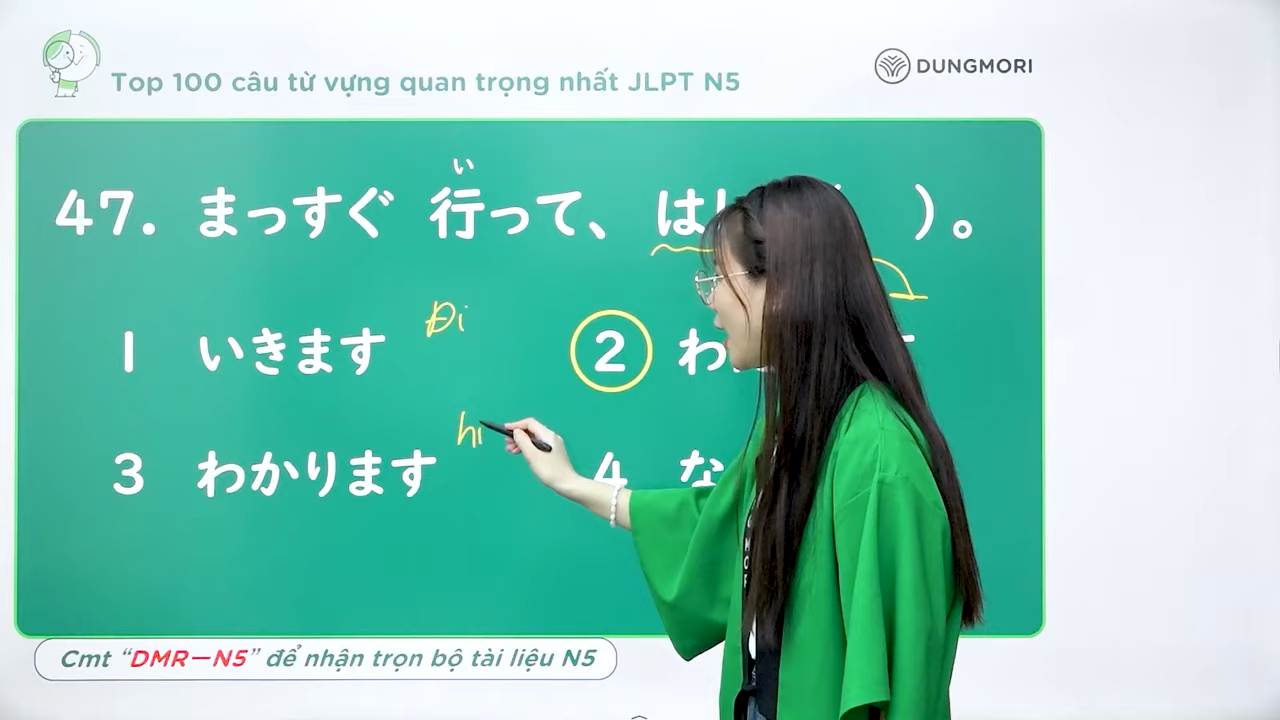 Top 100 câu từ vựng quan trọng nhất JLPT N5
DUNGMORI
い
47. まっすぐ 行って、 は ）。
1 いきます
Đi
2 わ
3 わかります
hi
4 な
Cmt “DMR–N5” để nhận trọn bộ tài liệu N5